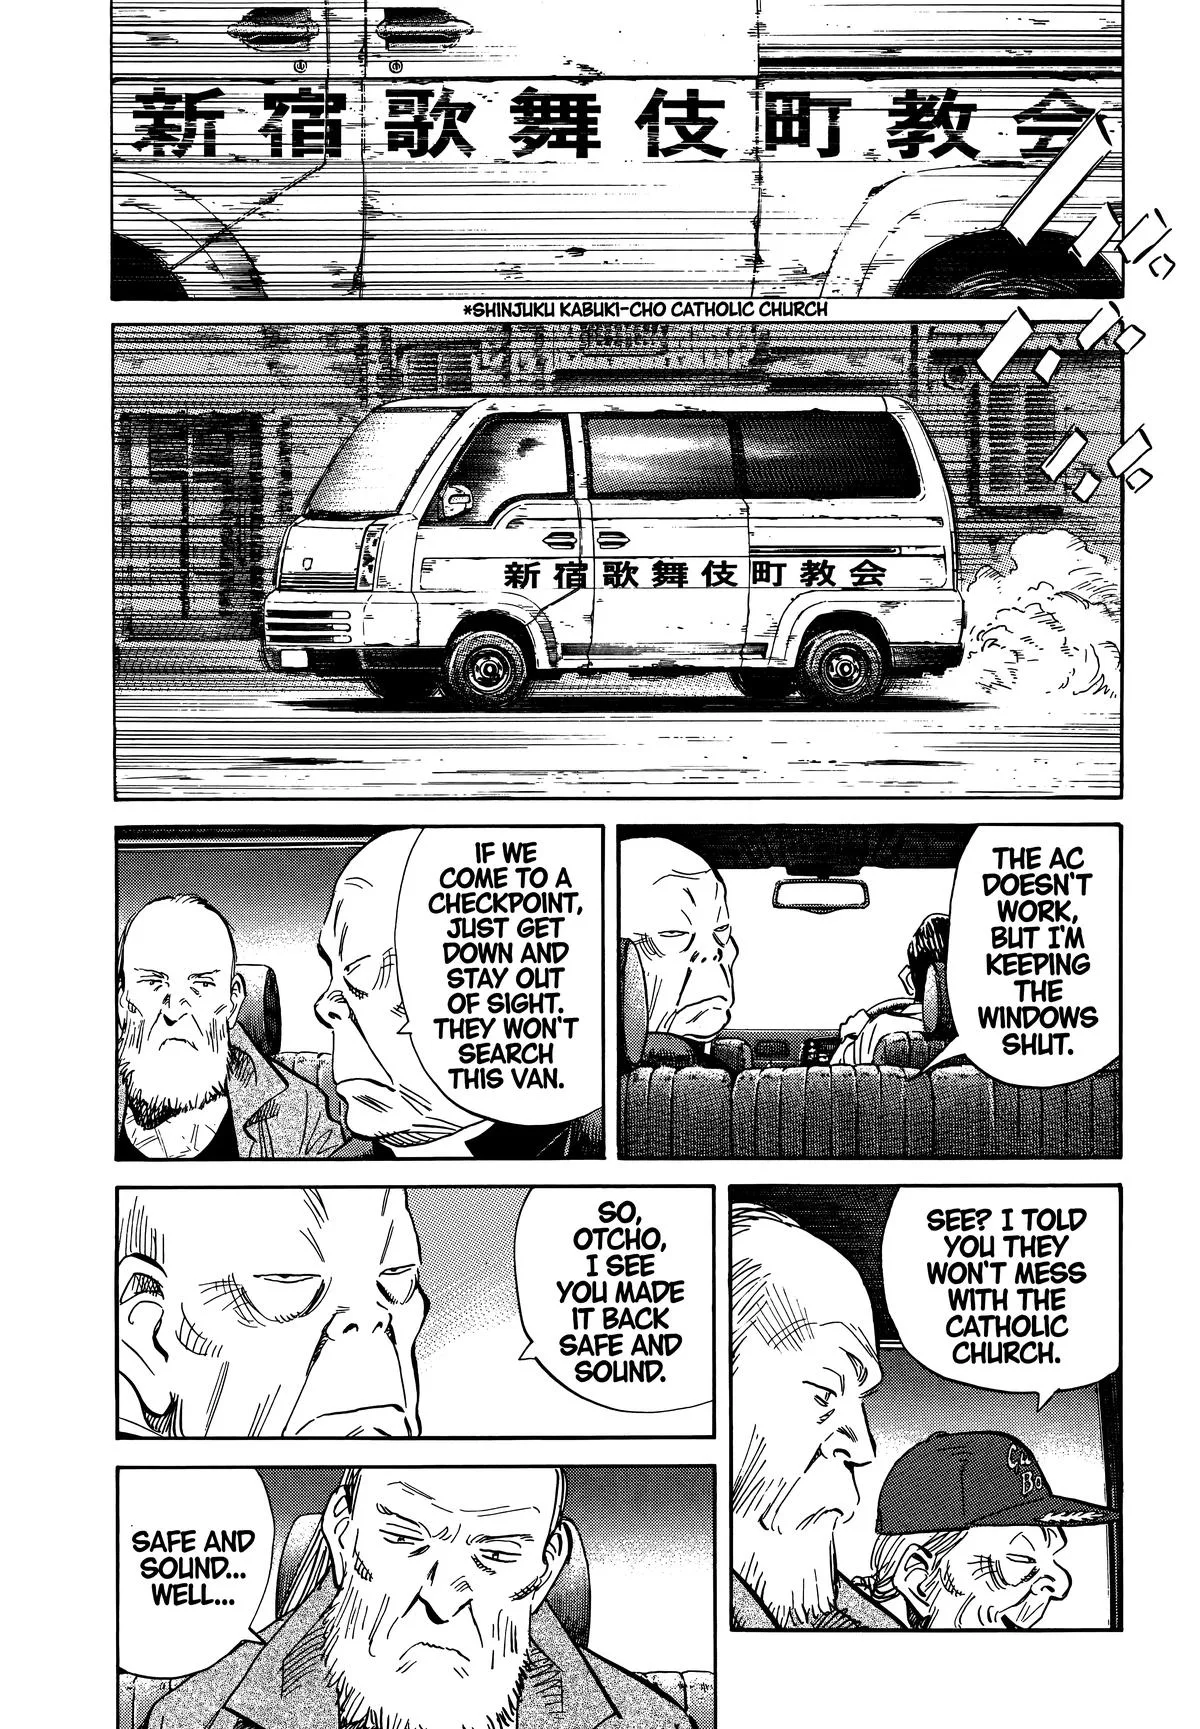 新宿歌舞伎町教会
*SHINJUKU KABUKI-CHO CATHOLIC CHURCH
新宿歌舞伎町教会
THE AC
DOESN'T
WORK,
BUT I'M
KEEPING
THE
WINDOWS
SHUT.
IF WE
COME TO A
CHECKPOINT,
JUST GET
DOWN AND
STAY OUT
OF SIGHT.
THEY WON'T
SEARCH
THIS VAN.
SEE? I TOLD
YOU THEY
WON'T MESS
WITH THE
CATHOLIC
CHURCH.
SO,
OTCHO,
I SEE
YOU MADE
IT BACK
SAFE AND
SOUND.
SAFE AND
SOUND...
WELL...